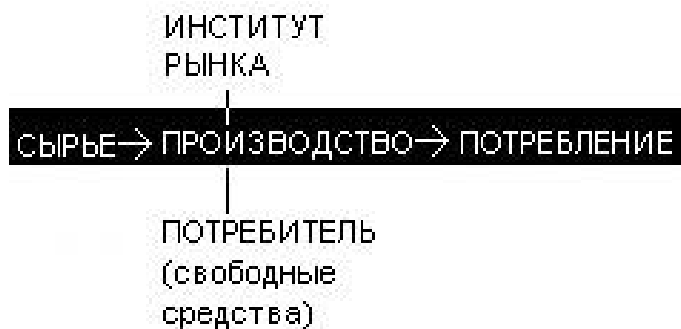 ИНСТИТУТ
РЫНКА
СЫРЬЕ→ ПРОИЗВОДСТВО→ ПОТРЕБЛЕНИЕ
ПОТРЕБИТЕЛЬ
(свободные
средства)